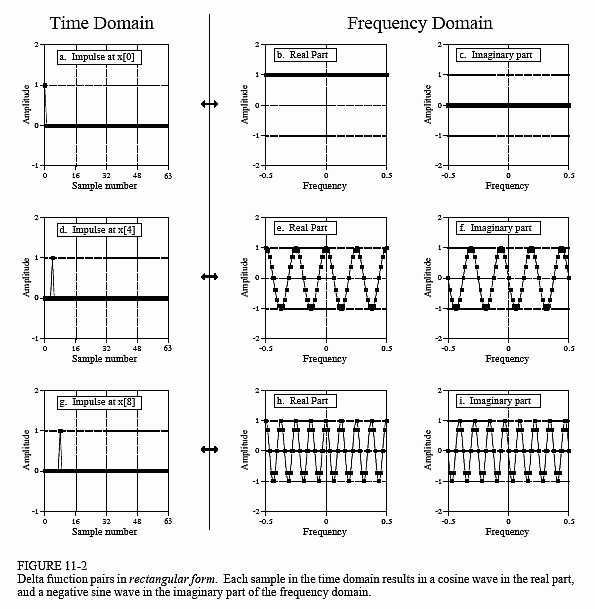 Time Domain
Frequency Domain
a. Impulse at x[0]
2
1
0
-1
0 16 32 48 63
Sample number
Amplitude
b. Real Part
2
1
0
-1
-2
-0.5 0 0.5
Frequency
Amplitude
c. Imaginary part
2
1
0
-1
-2
-0.5 0 0.5
Frequency
Amplitude
d. Impulse at x[4]
2
1
0
-1
0 16 32 48 63
Sample number
Amplitude
e. Real Part
2
1
0
-1
-2
-0.5 0 0.5
Frequency
Amplitude
f. Imaginary part
2
1
0
-1
-2
-0.5 0 0.5
Frequency
Amplitude
g. Impulse at x[8]
2
1
0
-1
0 16 32 48 63
Sample number
Amplitude
h. Real Part
2
1
0
-1
-2
-0.5 0 0.5
Frequency
Amplitude
i. Imaginary part
2
1
0
-1
-2
-0.5 0 0.5
Frequency
Amplitude
FIGURE 11-2
Delta function pairs in rectangular form. Each sample in the time domain results in a cosine wave in the real part,
and a negative sine wave in the imaginary part of the frequency domain.